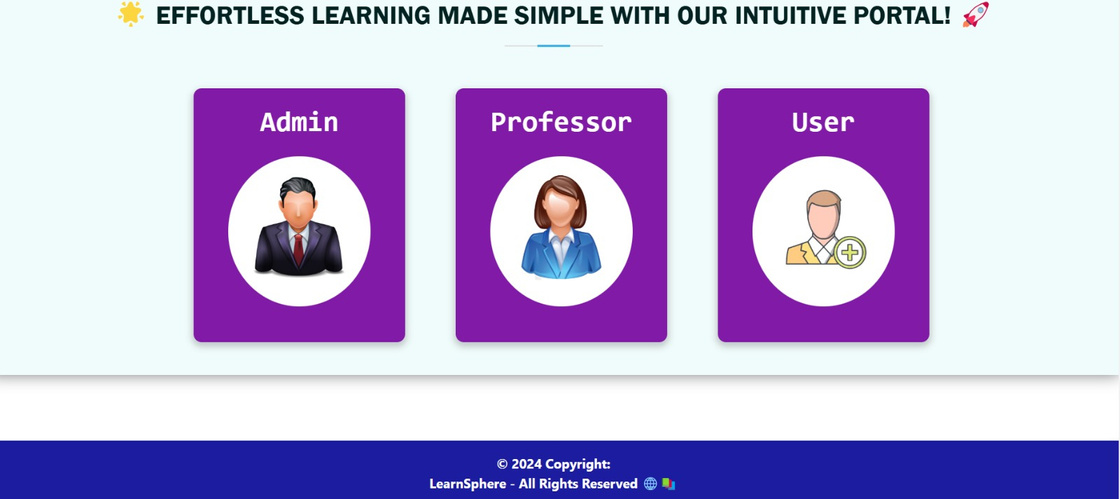 🌟 EFFORTLESS LEARNING MADE SIMPLE WITH OUR INTUITIVE PORTAL! 🚀
Admin
Professor
User
© 2024 Copyright:
LearnSphere - All Rights Reserved 🌐 📚